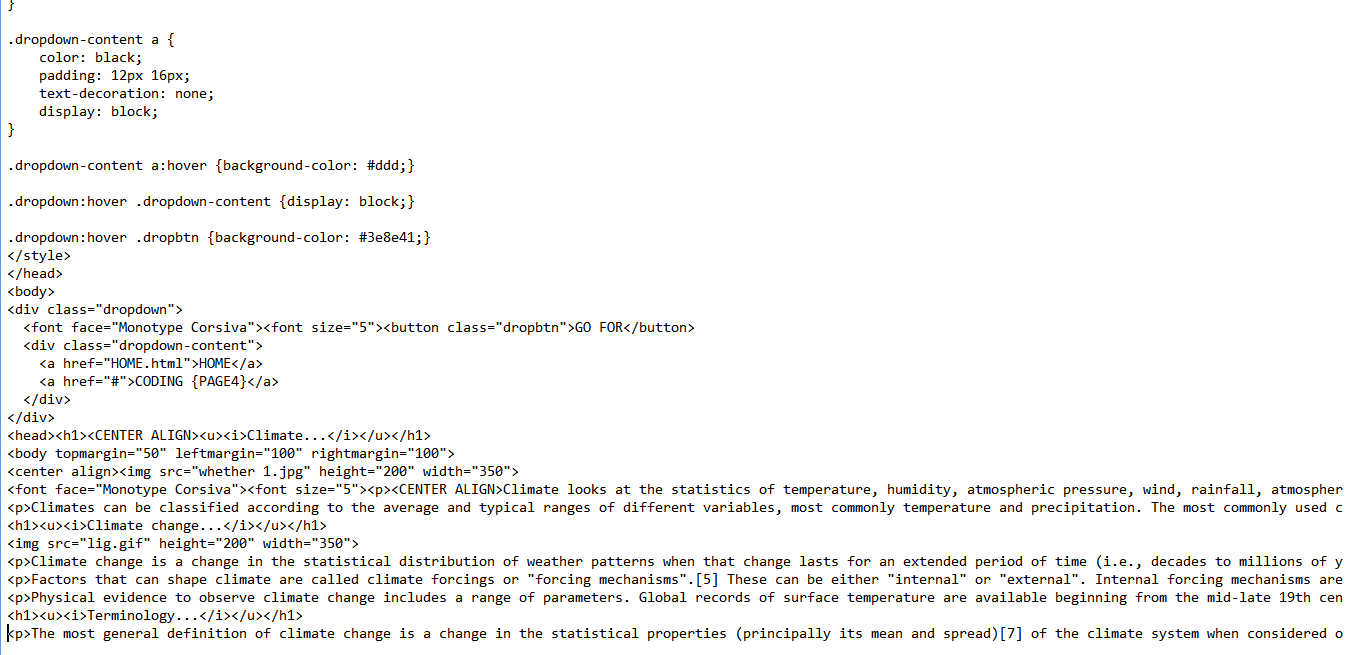 }
.dropdown-content a {
color: black;
padding: 12px 16px;
text-decoration: none;
display: block;
}
.dropdown-content a:hover {background-color: #ddd;}
.dropdown:hover .dropdown-content {display: block;}
.dropdown:hover .dropbtn {background-color: #3e8e41;}
</style>
</head>
<body>
<div class="dropdown">
<font face="Monotype Corsiva"><font size="5"><button class="dropbtn">GO FOR</button>
<div class="dropdown-content">
<a href="HOME.html">HOME</a>
<a href="#">CODING {PAGE4}</a>
</div>
</div>
<head><h1><CENTER ALIGN><u><i>Climate...</i></u></h1>
<body topmargin="50" leftmargin="100" rightmargin="100">
<center align><img src="whether 1.jpg" height="200" width="350">
<font face="Monotype Corsiva"><font size="5"><p><CENTER ALIGN>Climate looks at the statistics of temperature, humidity, atmospheric pressure, wind, rainfall, atmospher
<p>Climates can be classified according to the average and typical ranges of different variables, most commonly temperature and precipitation. The most commonly used c
<h1><u><i>Climate change...</i></u></h1>
<img src="lig.gif" height="200" width="350">
<p>Climate change is a change in the statistical distribution of weather patterns when that change lasts for an extended period of time (i.e., decades to millions of y
<p>Factors that can shape climate are called climate forcings or "forcing mechanisms".[5] These can be either "internal" or "external". Internal forcing mechanisms are
<p>Physical evidence to observe climate change includes a range of parameters. Global records of surface temperature are available beginning from the mid-late 19th cen
<h1><u><i>Terminology...</i></u></h1>
<p>The most general definition of climate change is a change in the statistical properties (principally its mean and spread)[7] of the climate system when considered o